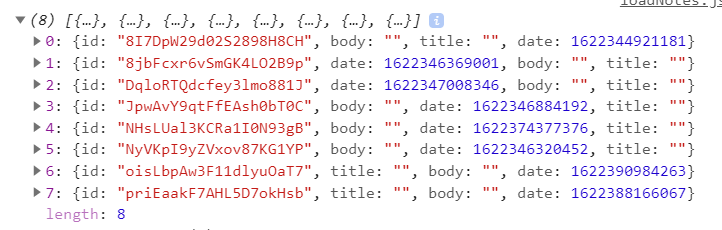 loadNotes.js
▼ (8) [{…}, {…}, {…}, {…}, {…}, {…}, {…}, {…}] i
▶ 0: {id: "8I7DpW29d02S2898H8CH", body: "", title: "", date: 1622344921181}
▶ 1: {id: "8jbFcxr6vSmGK4LO2B9p", date: 1622346369001, body: "", title: ""}
▶ 2: {id: "DqloRTQdcfey3lmo881J", title: "", body: "", date: 1622347008346}
▶ 3: {id: "JpwAvY9qtFfEAsh0bT0C", body: "", date: 1622346884192, title: ""}
▶ 4: {id: "NHsLUal3KCRa1I0N93gB", body: "", date: 1622374377376, title: ""}
▶ 5: {id: "NyVKpI9yZVxov87KG1YP", body: "", date: 1622346320452, title: ""}
▶ 6: {id: "oisLbpAw3F11dlyuOaT7", title: "", body: "", date: 1622390984263}
▶ 7: {id: "priEaakF7AHL5D7okHsb", title: "", body: "", date: 1622388166067}
length: 8